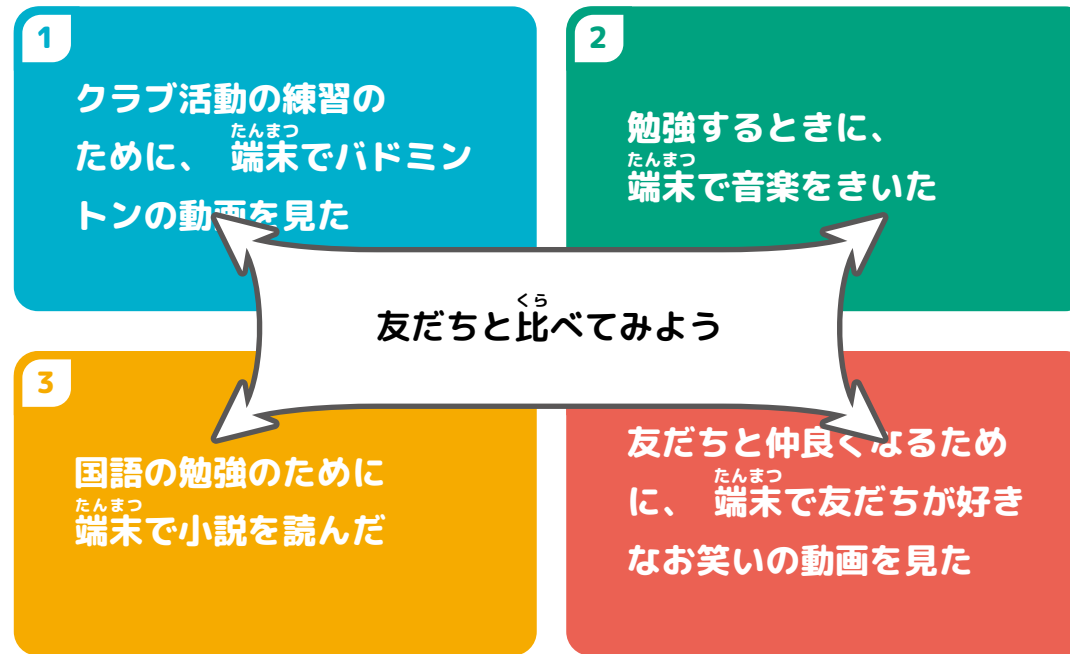 1
クラブ活動の練習の
たんまつ
ために、 端末でバドミン
トンの動画を見た
2
勉強するときに、
たんまつ
端末で音楽をきいた
くら
友だちと比べてみよう
3
国語の勉強のために
たんまつ
端末で小説を読んだ
友だちと仲良くなるため
たんまつ
に、 端末で友だちが好き
なお笑いの動画を見た